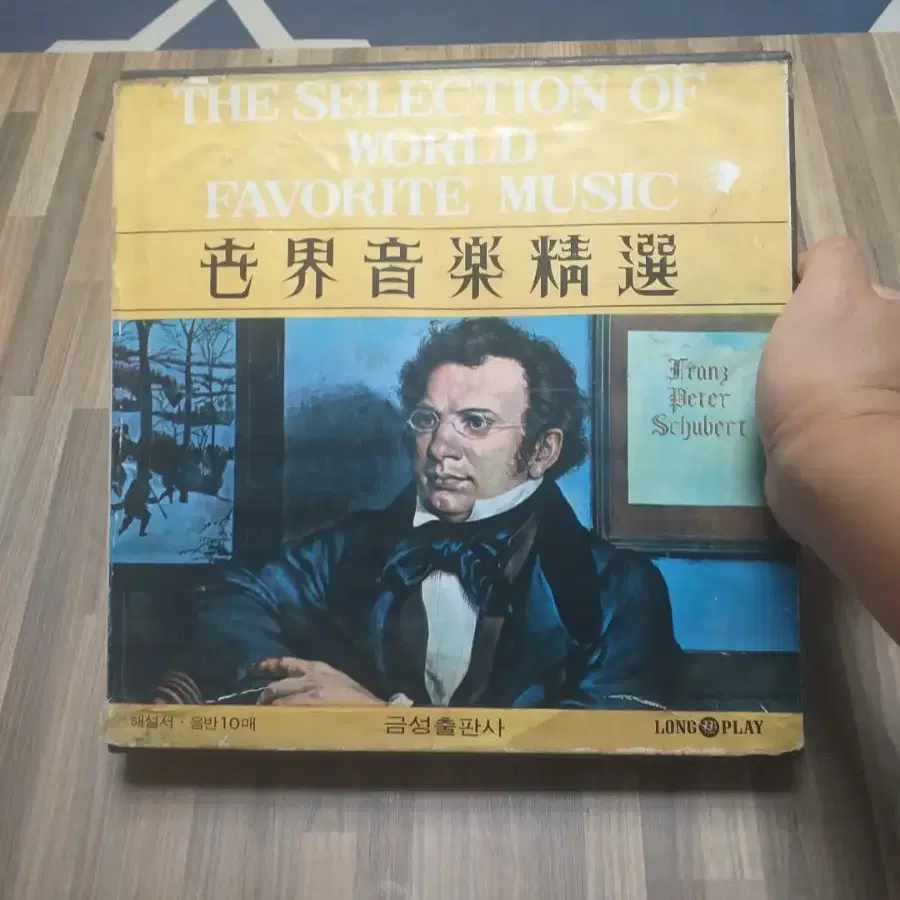 THE SELECTION OF
WORLD
FAVORITE MUSIC
世界音楽精選
Franz
Peter
Schubert
해설서 · 음반10매
금성출판사
LONG 33 PLAY